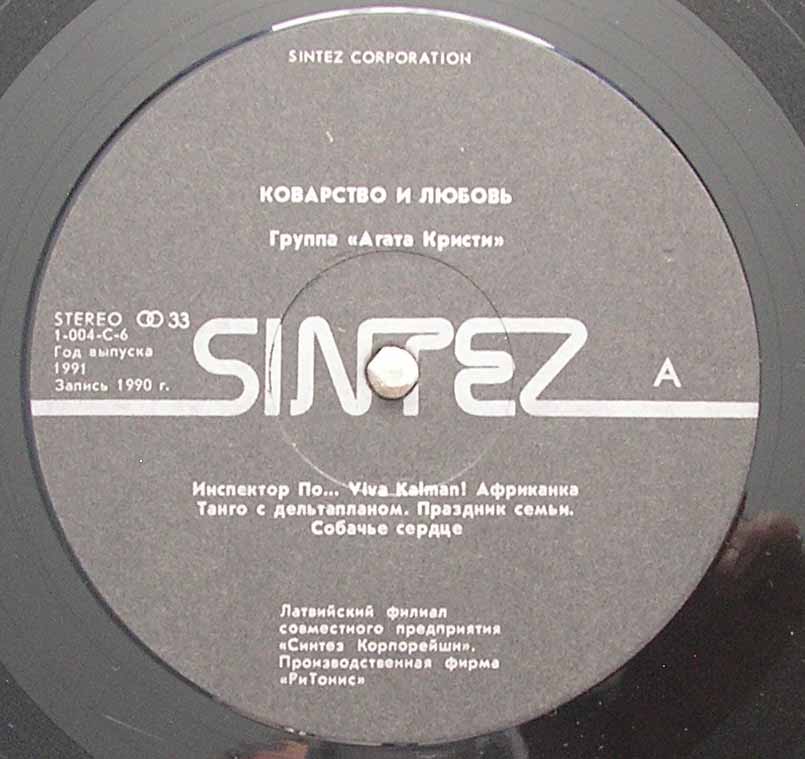 SINTEZ CORPORATION
КОВАРСТВО И ЛЮБОВЬ
Группа «Агата Кристи»
STEREO 33
1-004-С-6
Год выпуска
1991
Запись 1990 г.
SINTEZ
A
Инспектор По... Viva Kalman! Африканка
Танго с дельтапланом. Праздник семьи.
Собачье сердце
Латвийский филиал
совместного предприятия
«Синтез Корпорейшн».
Производственная фирма
«РиТонис»